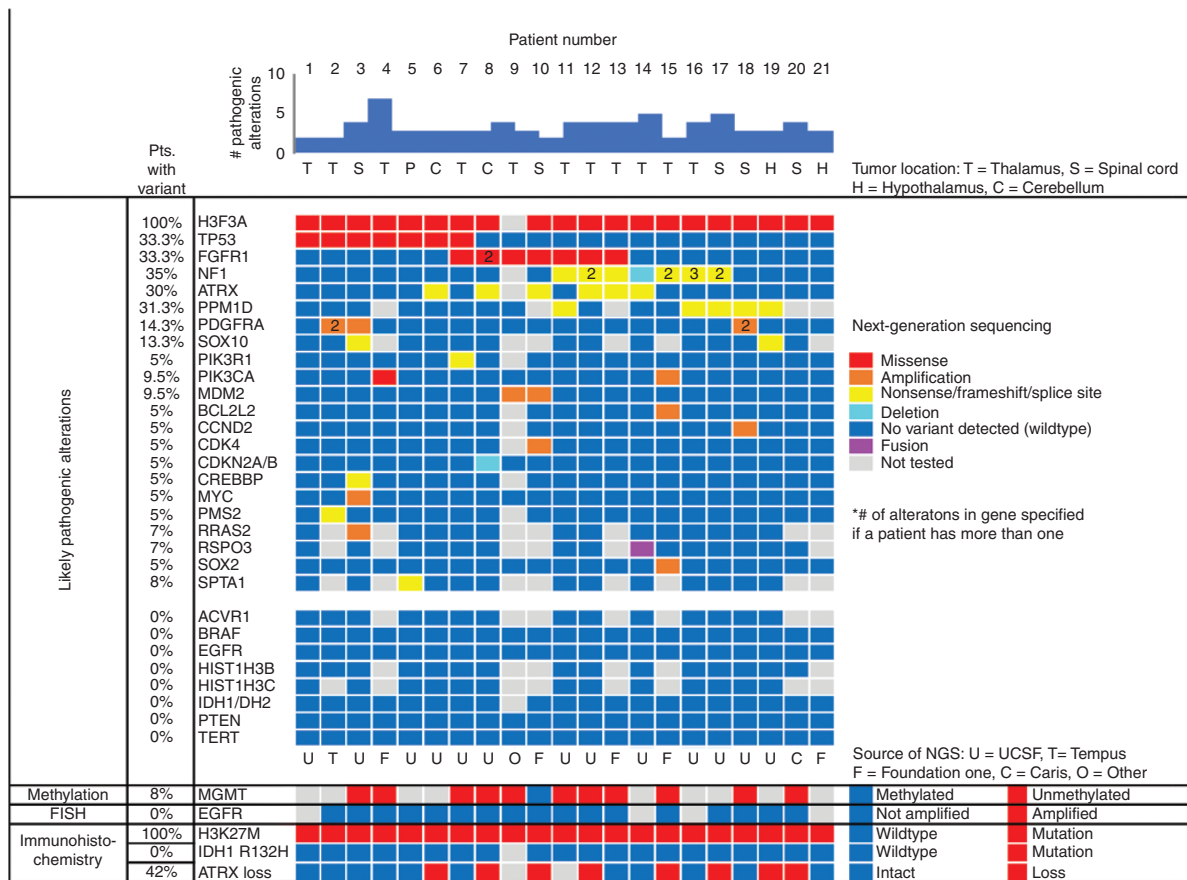 Patient number
1 2 3 4 5 6 7 8 9 10 11 12 13 14 15 16 17 18 19 20 21
# pathogenic
alterations
10
5
0
Pts.
with
variant
T T S T P C T C T S T T T T T T S S H S H
Tumor location: T = Thalamus, S = Spinal cord
H = Hypothalamus, C = Cerebellum
Likely pathogenic alterations
100% H3F3A
33.3% TP53
33.3% FGFR1 2
35% NF1 2 2 3 2
30% ATRX
31.3% PPM1D
14.3% PDGFRA 2 2
13.3% SOX10
5% PIK3R1
9.5% PIK3CA
9.5% MDM2
5% BCL2L2
5% CCND2
5% CDK4
5% CDKN2A/B
5% CREBBP
5% MYC
5% PMS2
7% RRAS2
7% RSPO3
5% SOX2
8% SPTA1
0% ACVR1
0% BRAF
0% EGFR
0% HIST1H3B
0% HIST1H3C
0% IDH1/DH2
0% PTEN
0% TERT
Next-generation sequencing
Missense
Amplification
Nonsense/frameshift/splice site
Deletion
No variant detected (wildtype)
Fusion
Not tested
*# of alteratons in gene specified
if a patient has more than one
U T U F U U U U O F U U F U F U U U U C F
Source of NGS: U = UCSF, T= Tempus
F = Foundation one, C = Caris, O = Other
Methylation 8% MGMT Methylated Unmethylated
FISH 0% EGFR Not amplified Amplified
Immunohisto-
chemistry
100% H3K27M Wildtype Mutation
0% IDH1 R132H Wildtype Mutation
42% ATRX loss Intact Loss